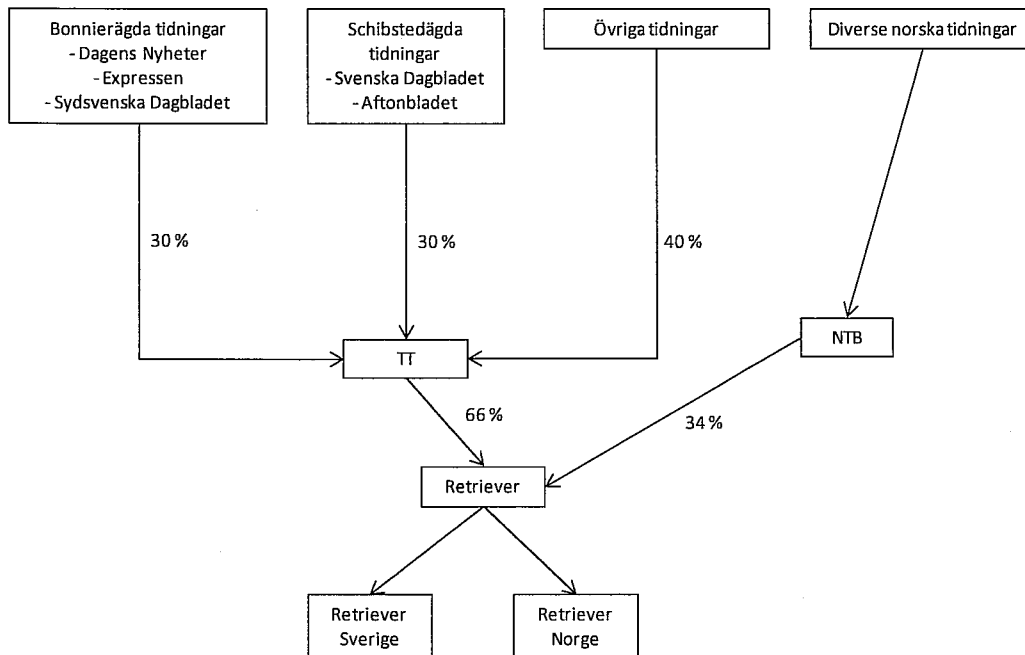 Bonnierägda tidningar
- Dagens Nyheter
- Expressen
- Sydsvenska Dagbladet
Schibstedägda
tidningar
- Svenska Dagbladet
- Aftonbladet
Övriga tidningar
Diverse norska tidningar
30 %
30 %
40 %
NTB
TT
66 %
34 %
Retriever
Retriever
Sverige
Retriever
Norge